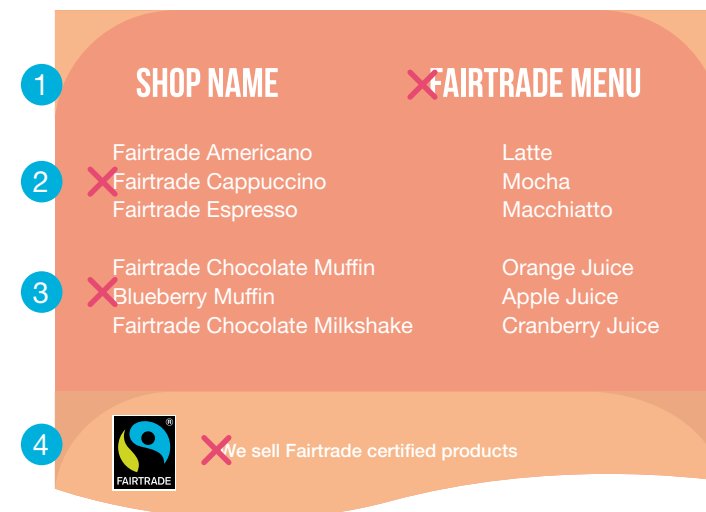 1
SHOP NAME
FAIRTRADE MENU
2
Fairtrade Americano
Fairtrade Cappuccino
Fairtrade Espresso
Latte
Mocha
Macchiatto
3
Fairtrade Chocolate Muffin
Blueberry Muffin
Fairtrade Chocolate Milkshake
Orange Juice
Apple Juice
Cranberry Juice
4
®
FAIRTRADE
We sell Fairtrade certified products